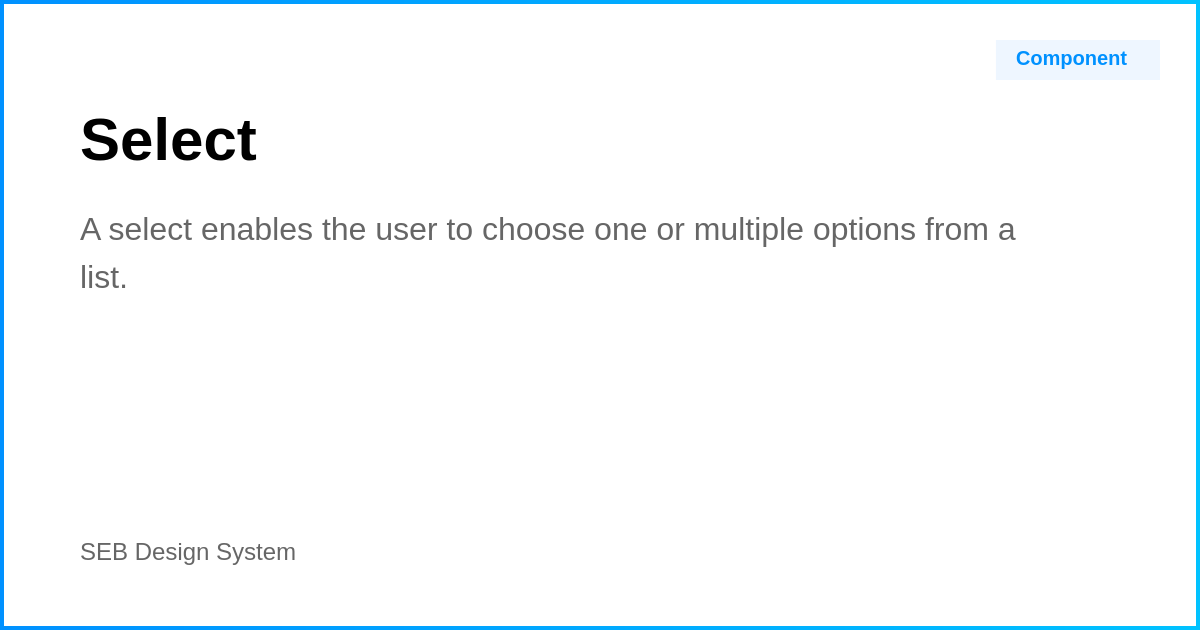 Component
Select
A select enables the user to choose one or multiple options from a
list.
SEB Design System